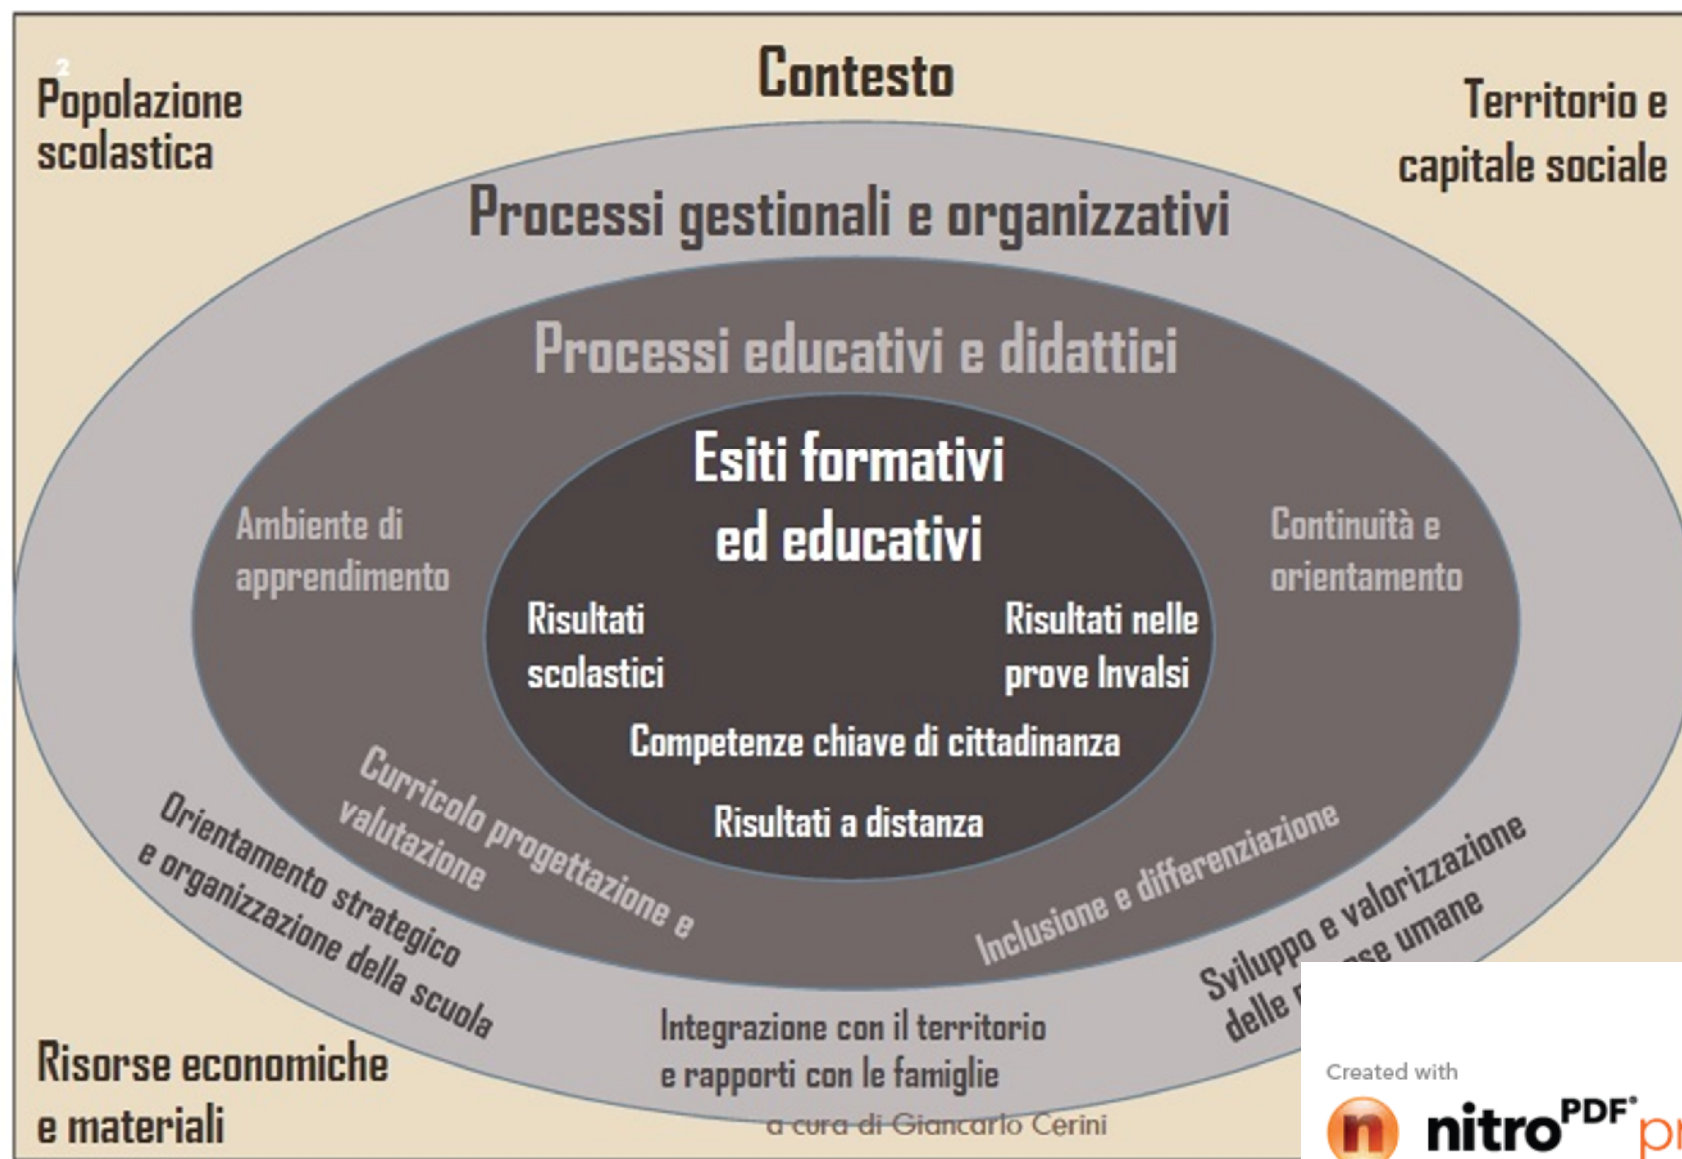 2
Contesto
Popolazione
scolastica
Territorio e
capitale sociale
Processi gestionali e organizzativi
Processi educativi e didattici
Esiti formativi
ed educativi
Ambiente di
apprendimento
Continuità e
orientamento
Risultati
scolastici
Risultati nelle
prove Invalsi
Competenze chiave di cittadinanza
Risultati a distanza
Curricolo progettazione e
valutazione
Inclusione e differenziazione
Orientamento strategico
e organizzazione della scuola
Sviluppo e valorizzazione
delle umane
Integrazione con il territorio
e rapporti con le famiglie
Risorse economiche
e materiali
a cura di Giancarlo Cerini
Created with
n nitro PDF®